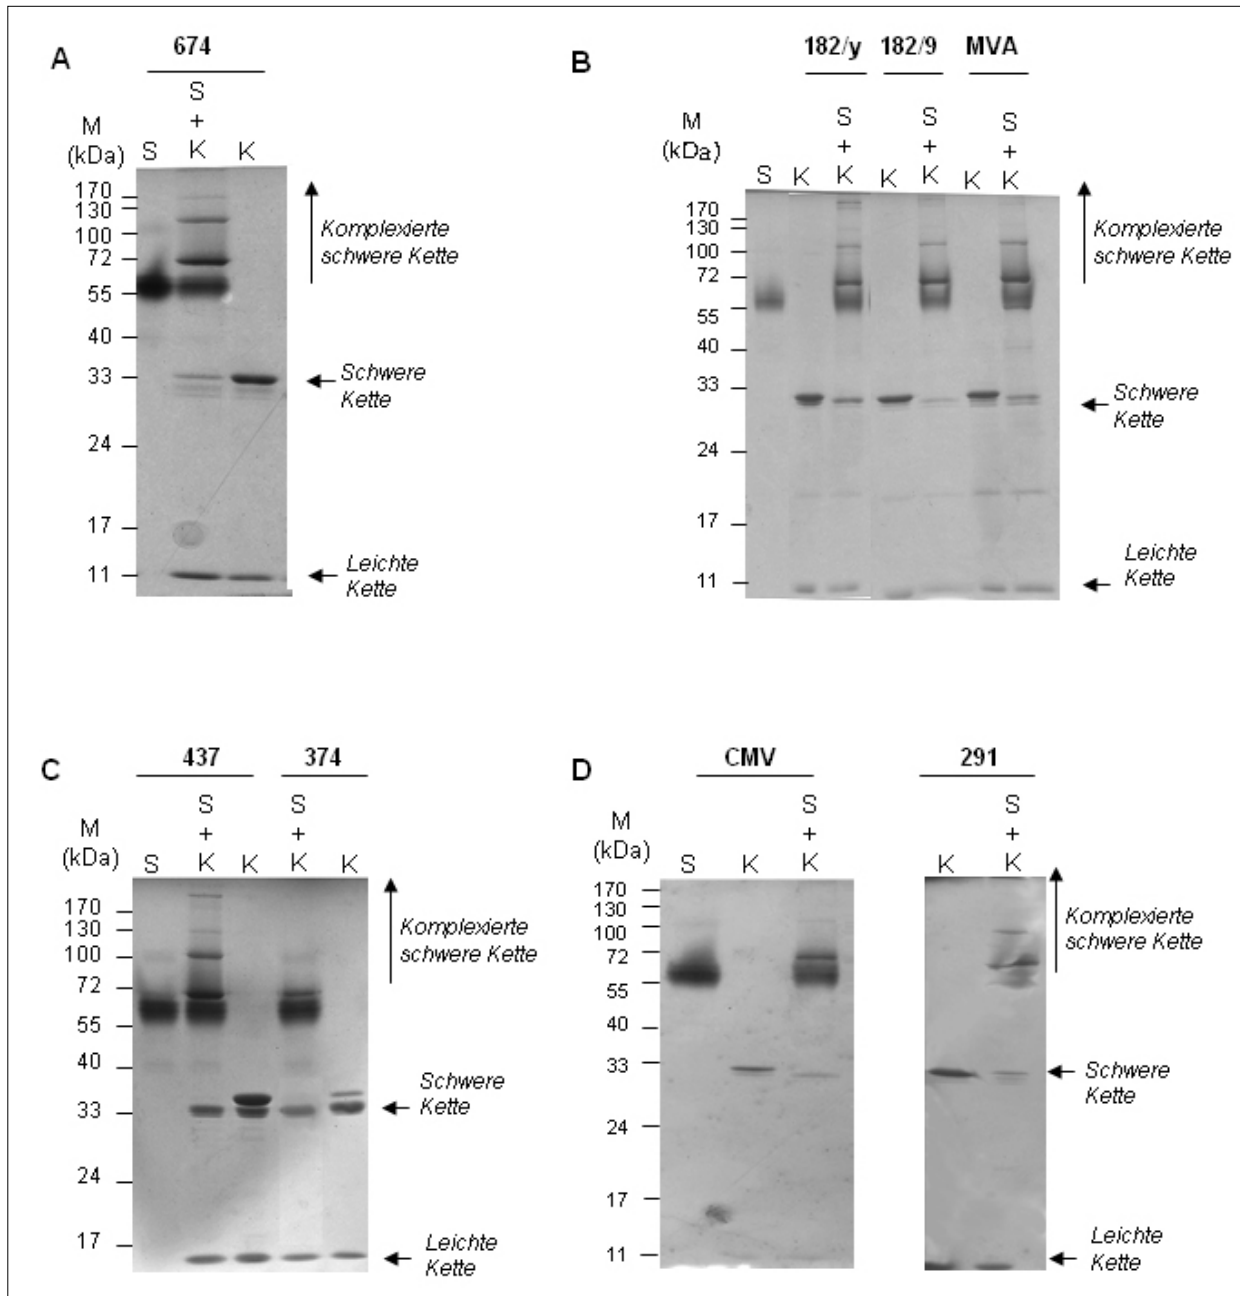 A
674
S
+
M
(kDa)
S K K
170
130
100
72
55
40
33
24
17
11
Komplexierte
schwere Kette
Schwere
Kette
Leichte
Kette
B
182/y 182/9 MVA
S S S
+ + +
M
(kDa)
S K K K K K K
170
130
100
72
55
40
33
24
17
11
Komplexierte
schwere Kette
Schwere
Kette
Leichte
Kette
C
437 374
S S
+ +
M
(kDa)
S K K K K
170
130
100
72
55
40
33
24
17
Komplexierte
schwere Kette
Schwere
Kette
Leichte
Kette
D
CMV 291
S S
+ +
M
(kDa)
S K K K K
170
130
100
72
55
40
33
24
17
11
Komplexierte
schwere Kette
Schwere
Kette
Leichte
Kette